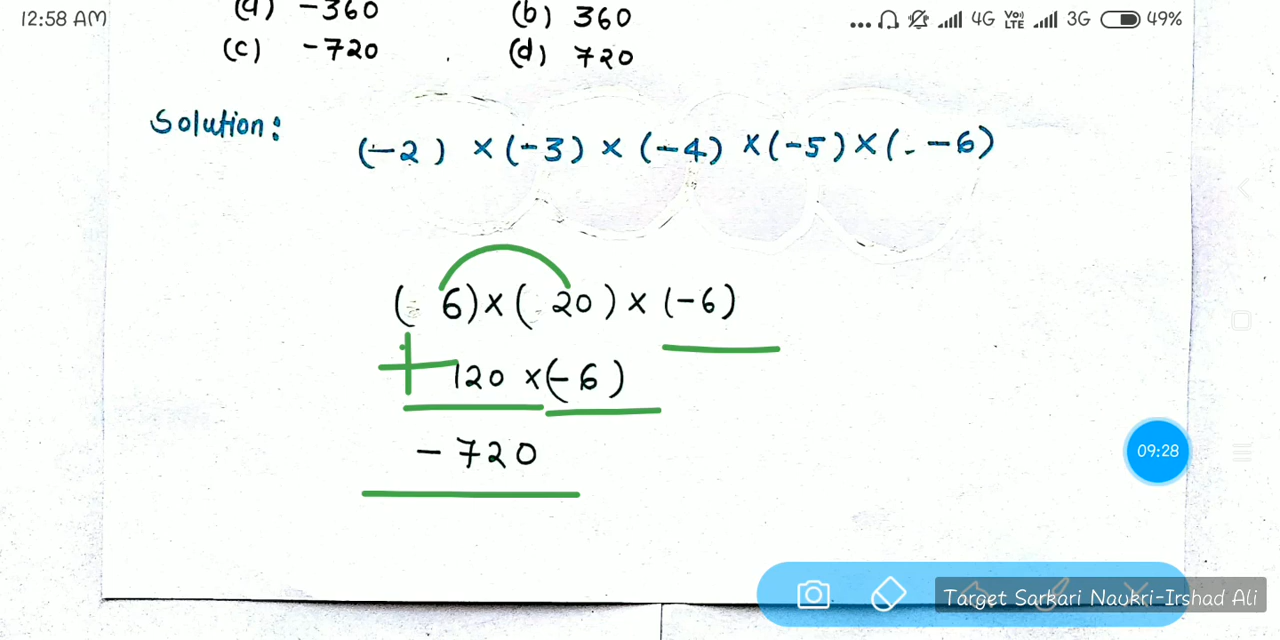 12:58 AM ... 4G VoLTE 3G 49%
(a) -360 (b) 360
(c) -720 (d) 720
Solution: (-2) × (-3) × (-4) × (-5) × (-6)
(6) × (20) × (-6)
+ 120 × (-6)
-720
09:28
Target Sarkari Naukri-Irshad Ali